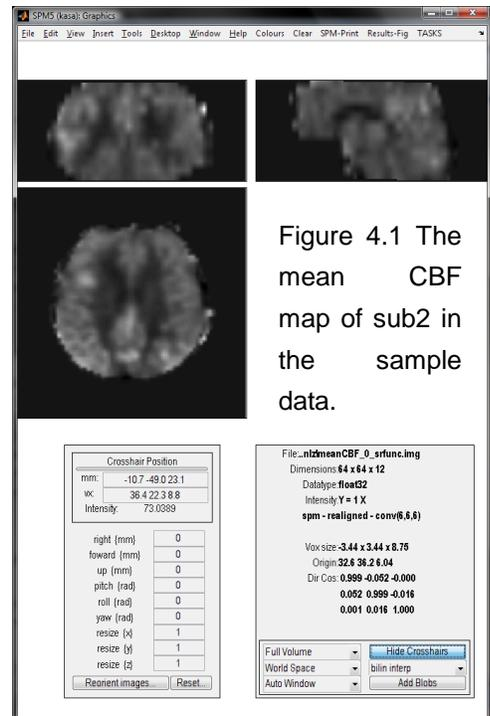 SPM5 (kasa): Graphics
File Edit View Insert Tools Desktop Window Help Colours Clear SPM-Print Results-Fig TASKS
Figure 4.1 The
mean CBF
map of sub2 in
the sample
data.
Crosshair Position
mm: -10.7 -49.0 23.1
vx: 36.4 22.3 8.8
Intensity: 73.0389
right {mm} 0
foward {mm} 0
up {mm} 0
pitch {rad} 0
roll {rad} 0
yaw {rad} 0
resize {x} 1
resize {y} 1
resize {z} 1
Reorient images... Reset...
File: ..nlz\meanCBF_0_srfunc.img
Dimensions: 64 x 64 x 12
Datatype: float32
Intensity: Y = 1 X
spm - realigned - conv(6,6,6)
Vox size: -3.44 x 3.44 x 8.75
Origin: 32.6 36.2 6.04
Dir Cos: 0.999 -0.052 -0.000
0.052 0.999 -0.016
0.001 0.016 1.000
Full Volume Hide Crosshairs
World Space bilin interp
Auto Window Add Blobs